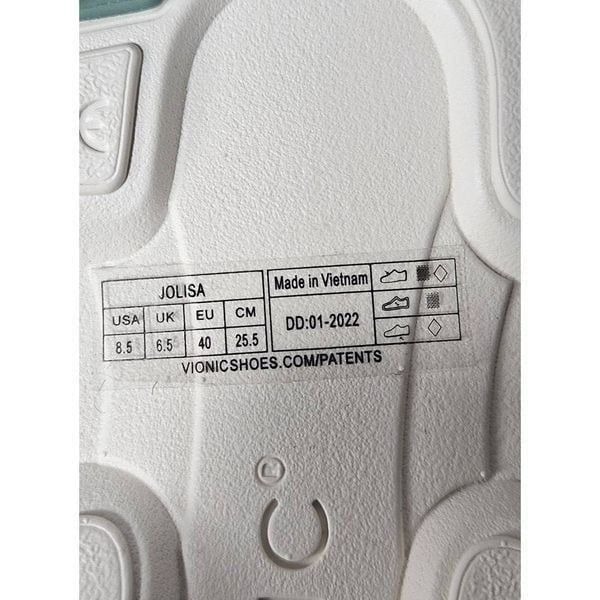 JOLISA
USA UK EU CM
8.5 6.5 40 25.5
Made in Vietnam
DD:01-2022
VIONICSHOES.COM/PATENTS
R